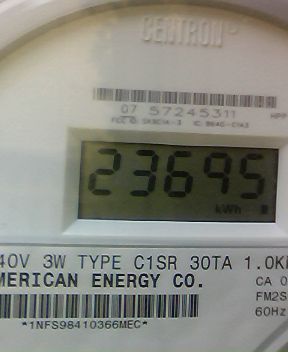 CENTRON
07 57245311 HPP
23695
kWh
40V 3W TYPE C1SR 30TA 1.0K
MERICAN ENERGY CO.
CA 0
FM2S
60Hz
*1NFS98410366MEC*